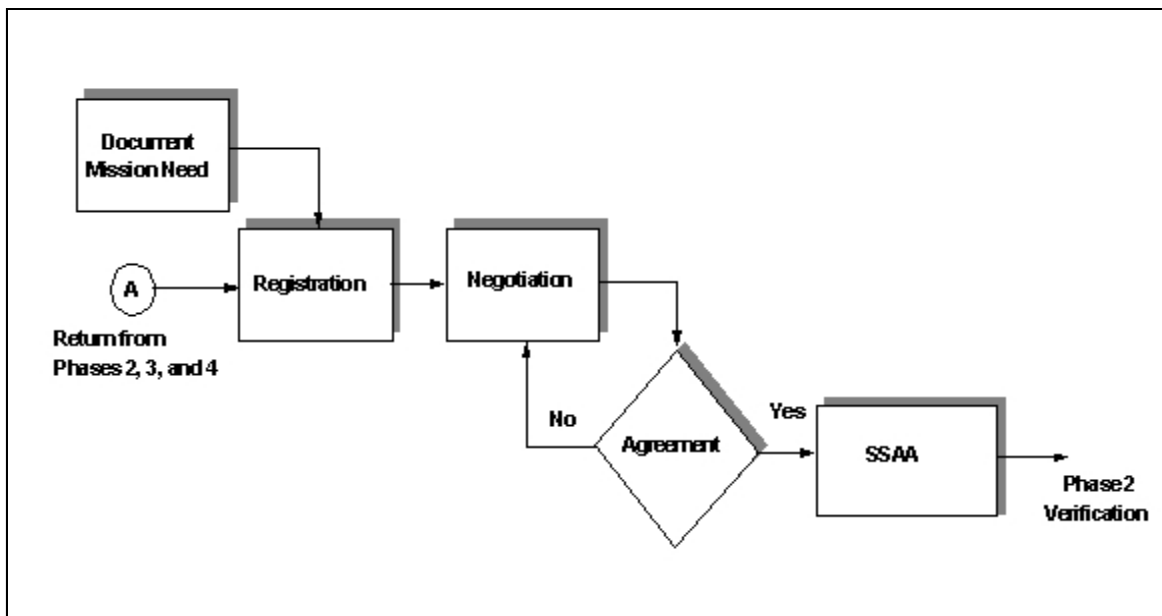 Document
Mission Need
Registration
Negotiation
A
Return from
Phases 2, 3, and 4
No
Agreement
Yes
SSAA
Phase 2
Verification